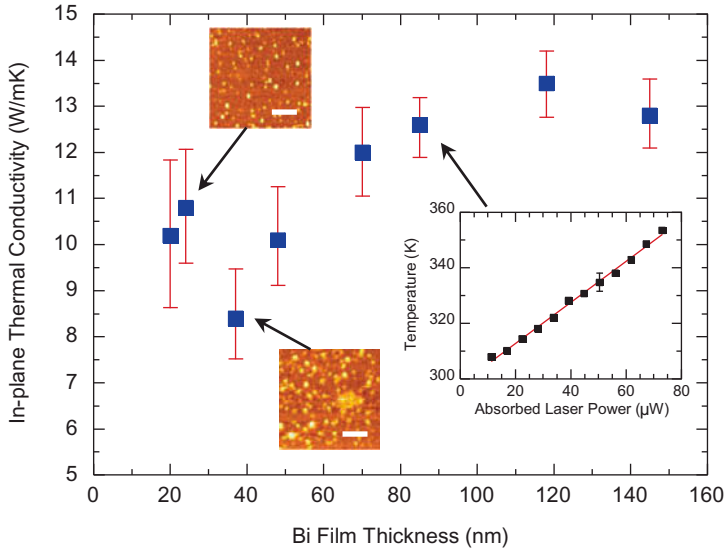 15
14
13
12
11
10
9
8
7
6
5
In-plane Thermal Conductivity (W/mK)
0 20 40 60 80 100 120 140 160
Bi Film Thickness (nm)
360
340
320
300
Temperature (K)
0 20 40 60 80
Absorbed Laser Power (µW)